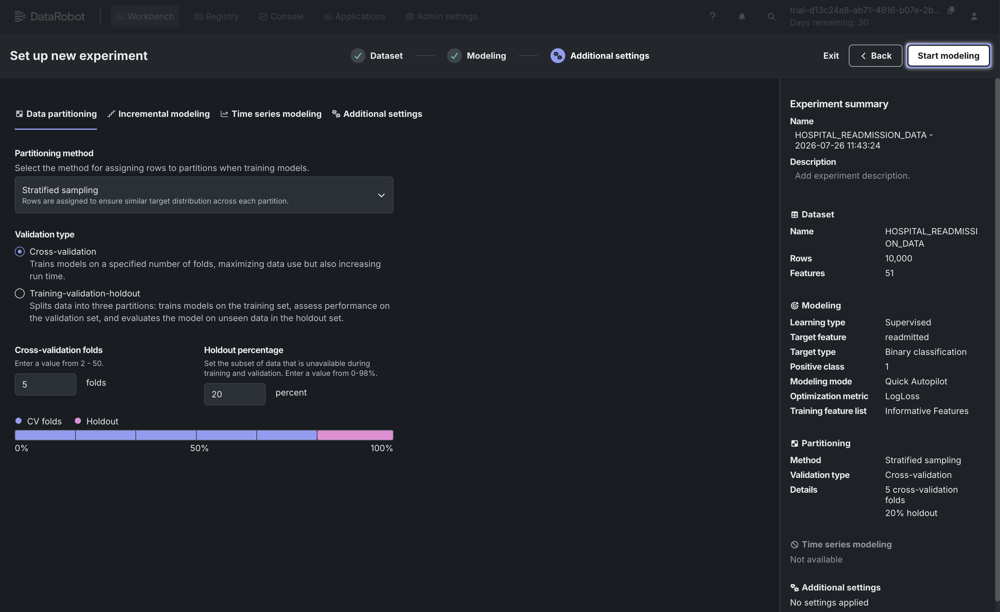 DataRobot
Workbench
Registry
Console
Applications
Admin settings
?
trial-d13c24a8-ab71-4616-b07e-2b...
Days remaining: 30
Set up new experiment
Dataset
Modeling
Additional settings
Exit
Back
Start modeling
Data partitioning
Incremental modeling
Time series modeling
Additional settings
Partitioning method
Select the method for assigning rows to partitions when training models.
Stratified sampling
Rows are assigned to ensure similar target distribution across each partition.
Validation type
Cross-validation
Trains models on a specified number of folds, maximizing data use but also increasing
run time.
Training-validation-holdout
Splits data into three partitions: trains models on the training set, assess performance on
the validation set, and evaluates the model on unseen data in the holdout set.
Cross-validation folds
Enter a value from 2 - 50.
5
folds
Holdout percentage
Set the subset of data that is unavailable during
training and validation. Enter a value from 0-98%.
20
percent
CV folds
Holdout
0%
50%
100%
Experiment summary
Name
HOSPITAL_READMISSION_DATA -
2026-07-26 11:43:24
Description
Add experiment description.
Dataset
Name
HOSPITAL_READMISSI
ON_DATA
Rows
10,000
Features
51
Modeling
Learning type
Supervised
Target feature
readmitted
Target type
Binary classification
Positive class
1
Modeling mode
Quick Autopilot
Optimization metric
LogLoss
Training feature list
Informative Features
Partitioning
Method
Stratified sampling
Validation type
Cross-validation
Details
5 cross-validation
folds
20% holdout
Time series modeling
Not available
Additional settings
No settings applied